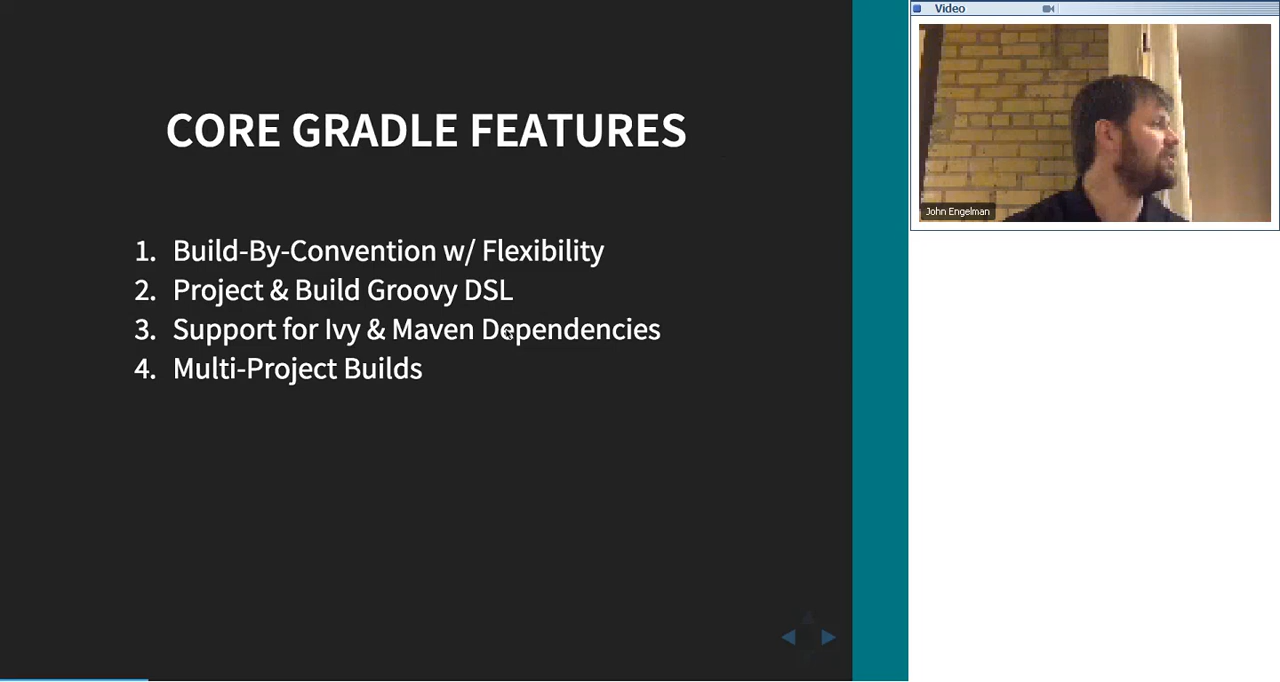 CORE GRADLE FEATURES
1. Build-By-Convention w/ Flexibility
2. Project & Build Groovy DSL
3. Support for Ivy & Maven Dependencies
4. Multi-Project Builds
Video
John Engelman